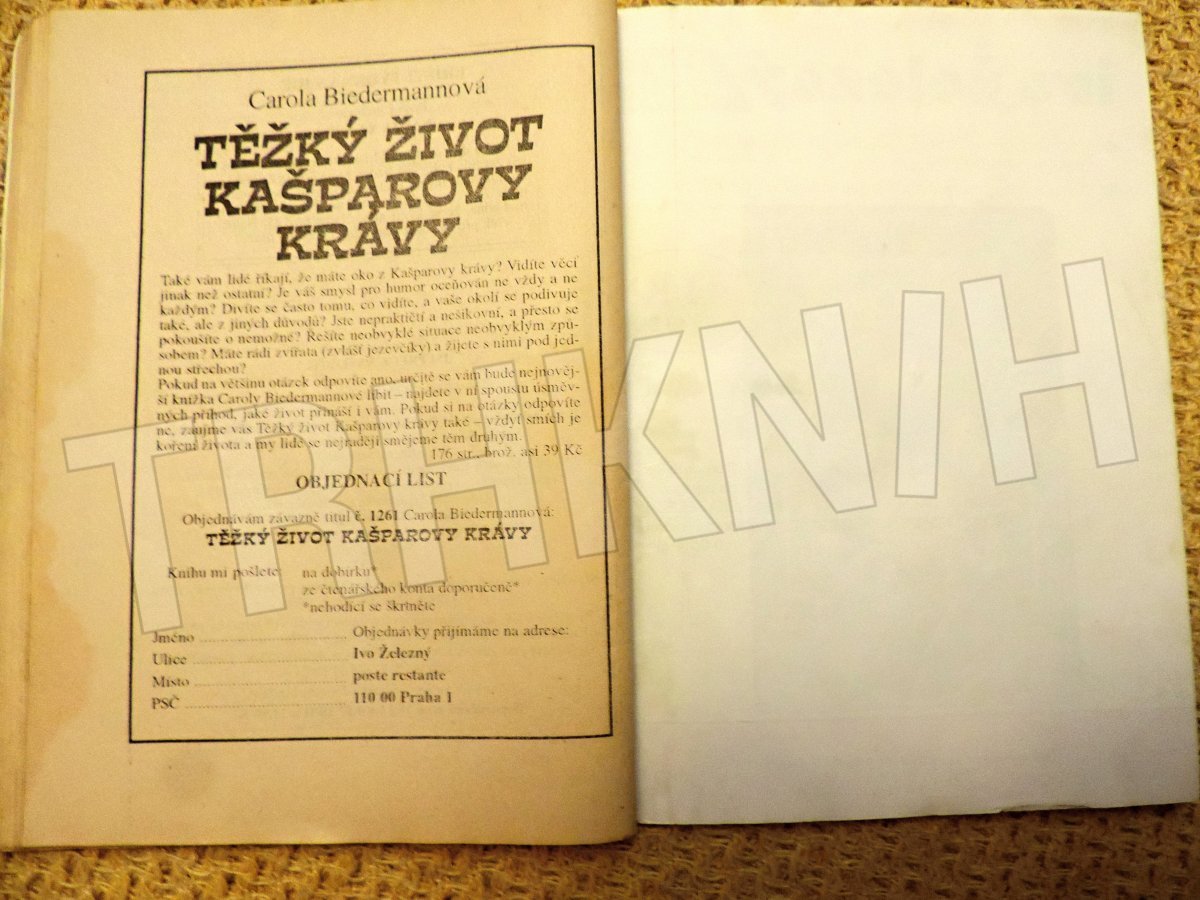 Carola Biedermannová
TĚŽKÝ ŽIVOT
KAŠPAROVY
KRÁVY
Také vám lidé říkají, že máte oko z Kašparovy krávy? Vidíte věci
jinak než ostatní? Je váš smysl pro humor oceňován ne vždy a ne
každým? Divíte se často tomu, co vidíte, a vaše okolí se podivuje
také, ale z jiných důvodů? Jste nepraktičtí a nešikovní, a přesto se
pokoušíte o nemožné? Řešíte neobvyklé situace neobvyklým způ-
sobem? Máte rádi zvířata (zvlášť jezevčíky) a žijete s nimi pod jed-
nou střechou?
Pokud na většinu otázek odpovíte ano, určitě se vám bude nejnověj-
ší knížka Caroly Biedermannové líbit – najdete v ní spoustu úsměv-
ných příhod, jaké život přináší i vám. Pokud si na otázky odpovíte
ne, zaujme vás Těžký život Kašparovy krávy také – vždyť smích je
koření života a my lidé se nejraději smějeme těm druhým.
176 str., brož. asi 39 Kč
OBJEDNACÍ LIST
Objednávám závazně titul č. 1261 Carola Biedermannová:
TĚŽKÝ ŽIVOT KAŠPAROVY KRÁVY
Knihu mi pošlete: na dobírku*
ze čtenářského konta doporučeně*
*nehodící se škrtněte
Jméno ........................ Objednávky přijímáme na adrese:
Ulice ........................ Ivo Železný
Místo ........................ poste restante
PSČ ........................ 110 00 Praha 1
TRHKNIH